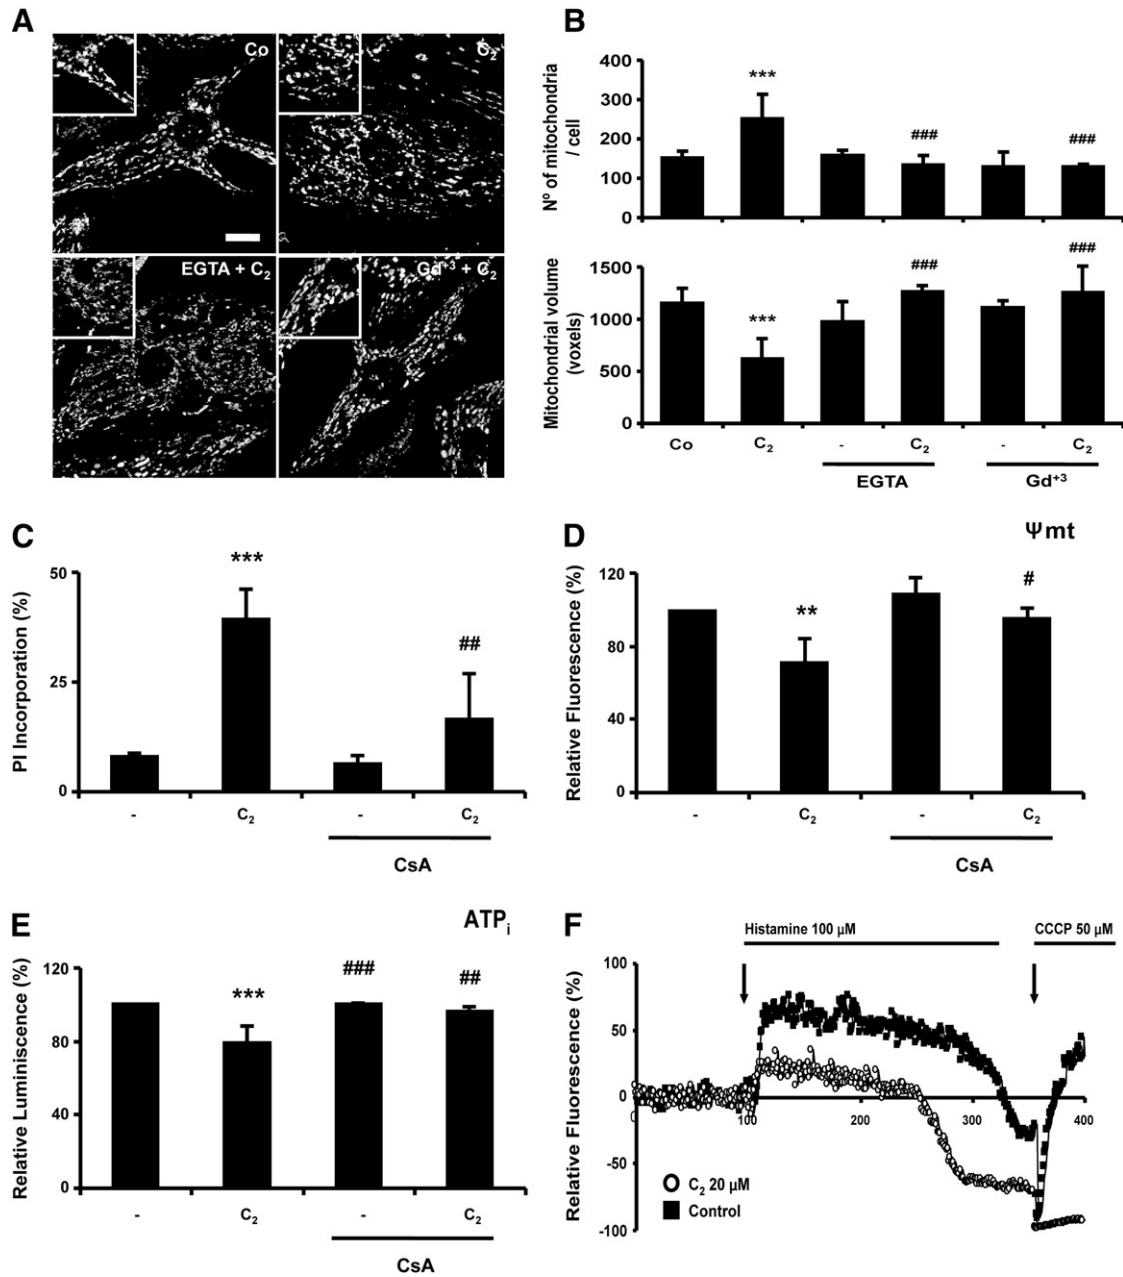 A
Co
C₂
EGTA + C₂
Gd⁺³ + C₂
B
Nº of mitochondria
/ cell
400
300
200
100
0
***
###
###
Mitochondrial volume
(voxels)
1500
1000
500
0
***
###
###
Co
C₂
-
C₂
-
C₂
EGTA
Gd⁺³
C
PI Incorporation (%)
50
25
0
***
##
-
C₂
-
C₂
CsA
D
Ψmt
Relative Fluorescence (%)
120
80
40
0
**
#
-
C₂
-
C₂
CsA
E
ATPᵢ
Relative Luminiscence (%)
120
80
40
0
***
###
##
-
C₂
-
C₂
CsA
F
Histamine 100 µM
CCCP 50 µM
Relative Fluorescence (%)
100
50
0
-50
-100
100
200
300
400
C₂ 20 µM
Control